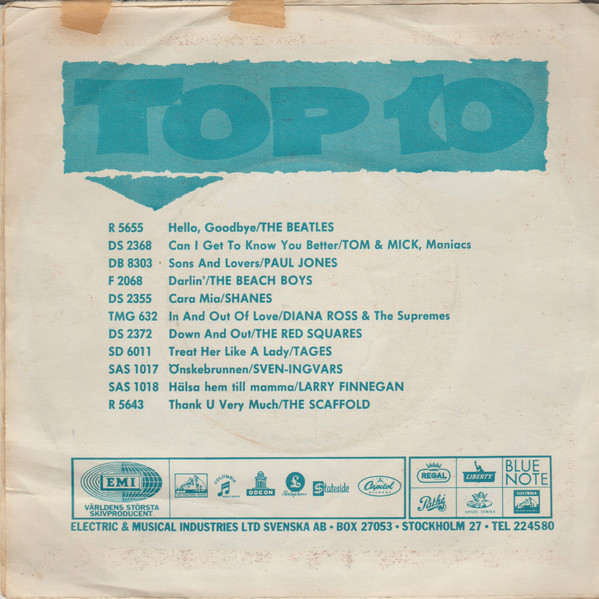 TOP 10
R 5655 Hello, Goodbye/THE BEATLES
DS 2368 Can I Get To Know You Better/TOM & MICK, Maniacs
DB 8303 Sons And Lovers/PAUL JONES
F 2068 Darlin'/THE BEACH BOYS
DS 2355 Cara Mia/SHANES
TMG 632 In And Out Of Love/DIANA ROSS & The Supremes
DS 2372 Down And Out/THE RED SQUARES
SD 6011 Treat Her Like A Lady/TAGES
SAS 1017 Önskebrunnen/SVEN-INGVARS
SAS 1018 Hälsa hem till mamma/LARRY FINNEGAN
R 5643 Thank U Very Much/THE SCAFFOLD
EMI
VÄRLDENS STÖRSTA
SKIVPRODUCENT
COLUMBIA
ODEON
Parlophone
Stateside
Capitol
REGAL
LIBERTY
BLUE
NOTE
Pathé
ELECTRIC & MUSICAL INDUSTRIES LTD SVENSKA AB • BOX 27053 • STOCKHOLM 27 • TEL 224580